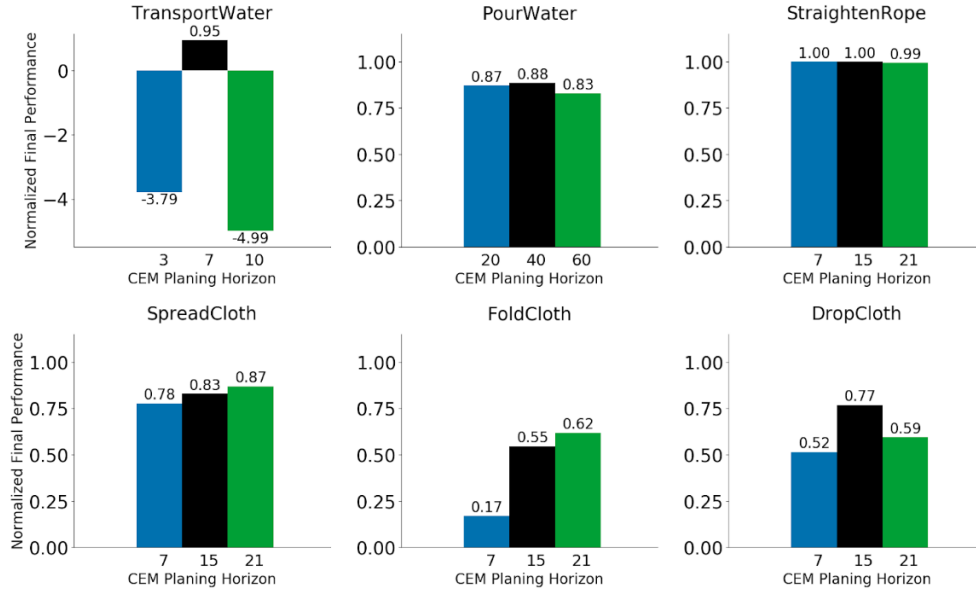 TransportWater
Normalized Final Performance
0
−2
−4
0.95
-3.79
-4.99
3 7 10
CEM Planing Horizon
PourWater
1.00
0.75
0.50
0.25
0.00
0.87 0.88 0.83
20 40 60
CEM Planing Horizon
StraightenRope
1.00
0.75
0.50
0.25
0.00
1.00 1.00 0.99
7 15 21
CEM Planing Horizon
SpreadCloth
Normalized Final Performance
1.00
0.75
0.50
0.25
0.00
0.78 0.83 0.87
7 15 21
CEM Planing Horizon
FoldCloth
1.00
0.75
0.50
0.25
0.00
0.17 0.55 0.62
7 15 21
CEM Planing Horizon
DropCloth
1.00
0.75
0.50
0.25
0.00
0.52 0.77 0.59
7 15 21
CEM Planing Horizon